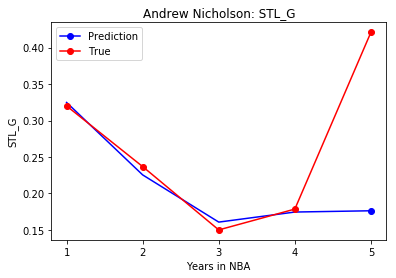 Andrew Nicholson: STL_G
Prediction
True
STL_G
0.40
0.35
0.30
0.25
0.20
0.15
1 2 3 4 5
Years in NBA